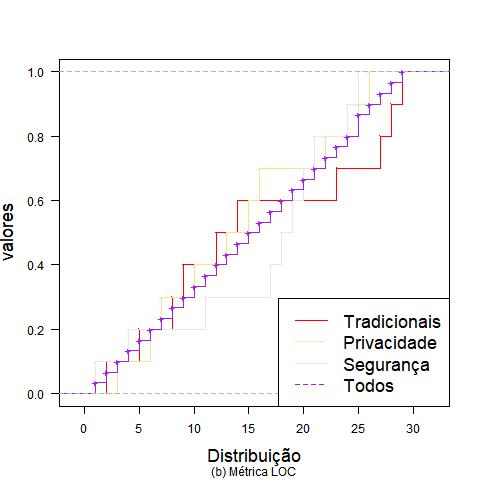 valores
1.0
0.8
0.6
0.4
0.2
0.0
Tradicionais
Privacidade
Segurança
Todos
0 5 10 15 20 25 30
Distribuição
(b) Métrica LOC